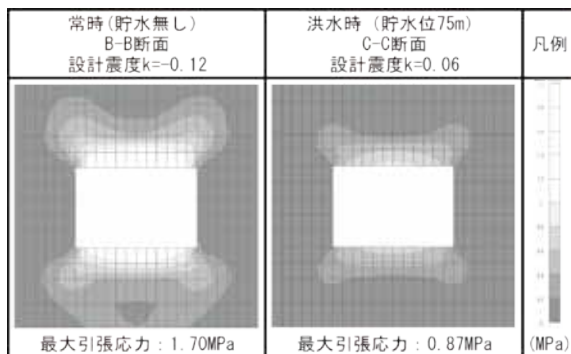 常時(貯水無し)
B-B断面
設計震度k=-0.12
洪水時（貯水位75m）
C-C断面
設計震度k=0.06
凡例
最大引張応力：1.70MPa
最大引張応力：0.87MPa
(MPa)